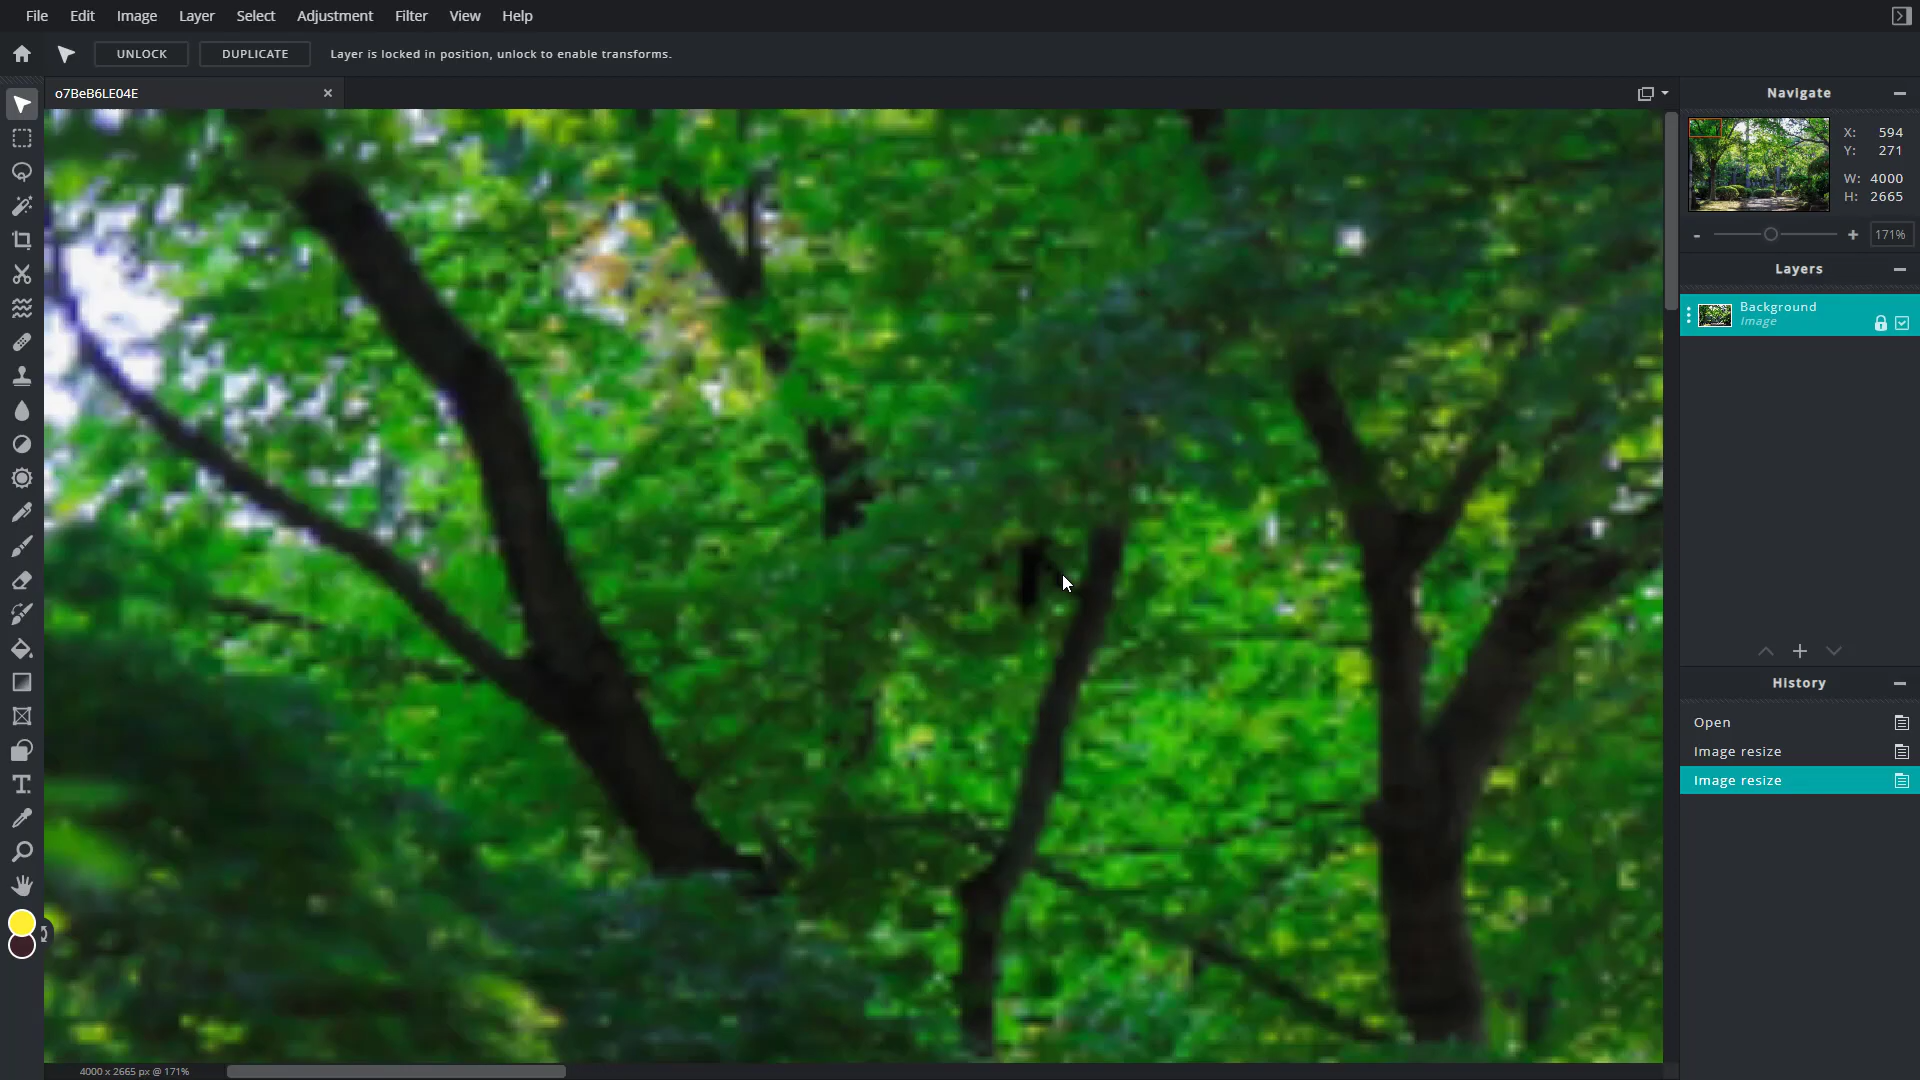 File Edit Image Layer Select Adjustment Filter View Help
UNLOCK DUPLICATE Layer is locked in position, unlock to enable transforms.
o7BeB6LE04E
Navigate
X: 594
Y: 271
W: 4000
H: 2665
- + 171%
Layers
Background
Image
History
Open
Image resize
Image resize
4000 x 2665 px @ 171%